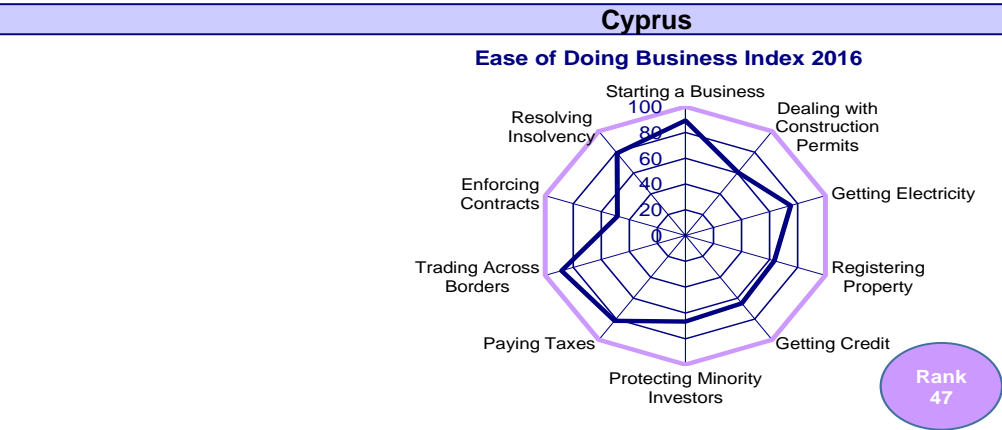 Cyprus
Ease of Doing Business Index 2016
Starting a Business
Dealing with
Construction
Permits
Getting Electricity
Registering
Property
Getting Credit
Protecting Minority
Investors
Paying Taxes
Trading Across
Borders
Enforcing
Contracts
Resolving
Insolvency
100
80
60
40
20
0
Rank
47